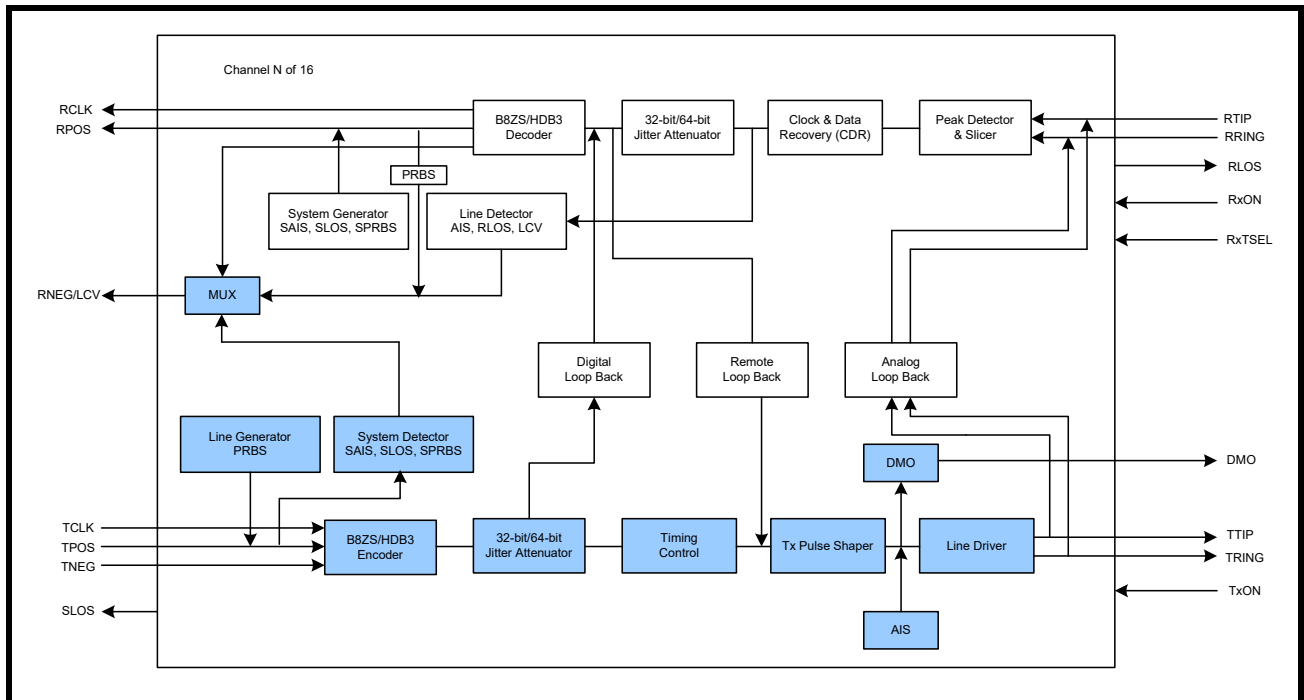 Channel N of 16
RCLK
RPOS
B8ZS/HDB3
Decoder
32-bit/64-bit
Jitter Attenuator
Clock & Data
Recovery (CDR)
Peak Detector
& Slicer
RTIP
RRING
RLOS
PRBS
System Generator
SAIS, SLOS, SPRBS
Line Detector
AIS, RLOS, LCV
RxON
RxTSEL
RNEG/LCV
MUX
Digital
Loop Back
Remote
Loop Back
Analog
Loop Back
Line Generator
PRBS
System Detector
SAIS, SLOS, SPRBS
DMO
DMO
TCLK
TPOS
TNEG
B8ZS/HDB3
Encoder
32-bit/64-bit
Jitter Attenuator
Timing
Control
Tx Pulse Shaper
Line Driver
TTIP
TRING
TxON
SLOS
AIS